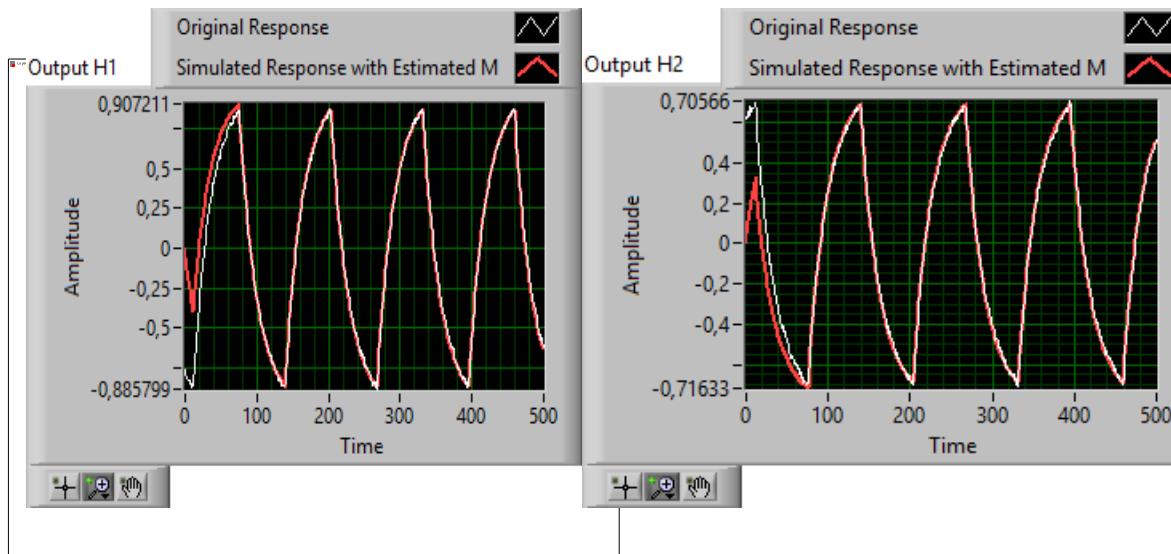 Original Response
Output H1
Simulated Response with Estimated M
0,907211
0,5
0,25
0
-0,25
-0,5
-0,885799
Amplitude
0 100 200 300 400 500
Time
Original Response
Output H2
Simulated Response with Estimated M
0,70566
0,4
0,2
0
-0,2
-0,4
-0,71633
Amplitude
0 100 200 300 400 500
Time